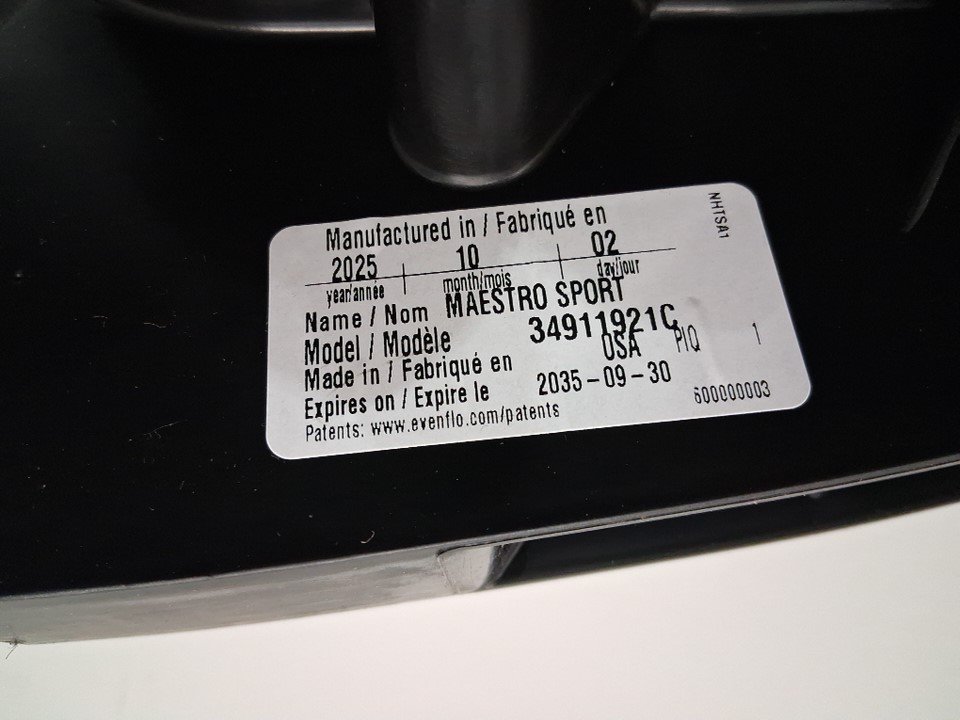 Manufactured in / Fabriqué en
2025 10 02
year/année month/mois day/jour
Name / Nom MAESTRO SPORT
Model / Modèle 34911921C
Made in / Fabriqué en USA PIQ 1
Expires on / Expire le 2035-09-30
Patents: www.evenflo.com/patents 600000003
NHTSA1